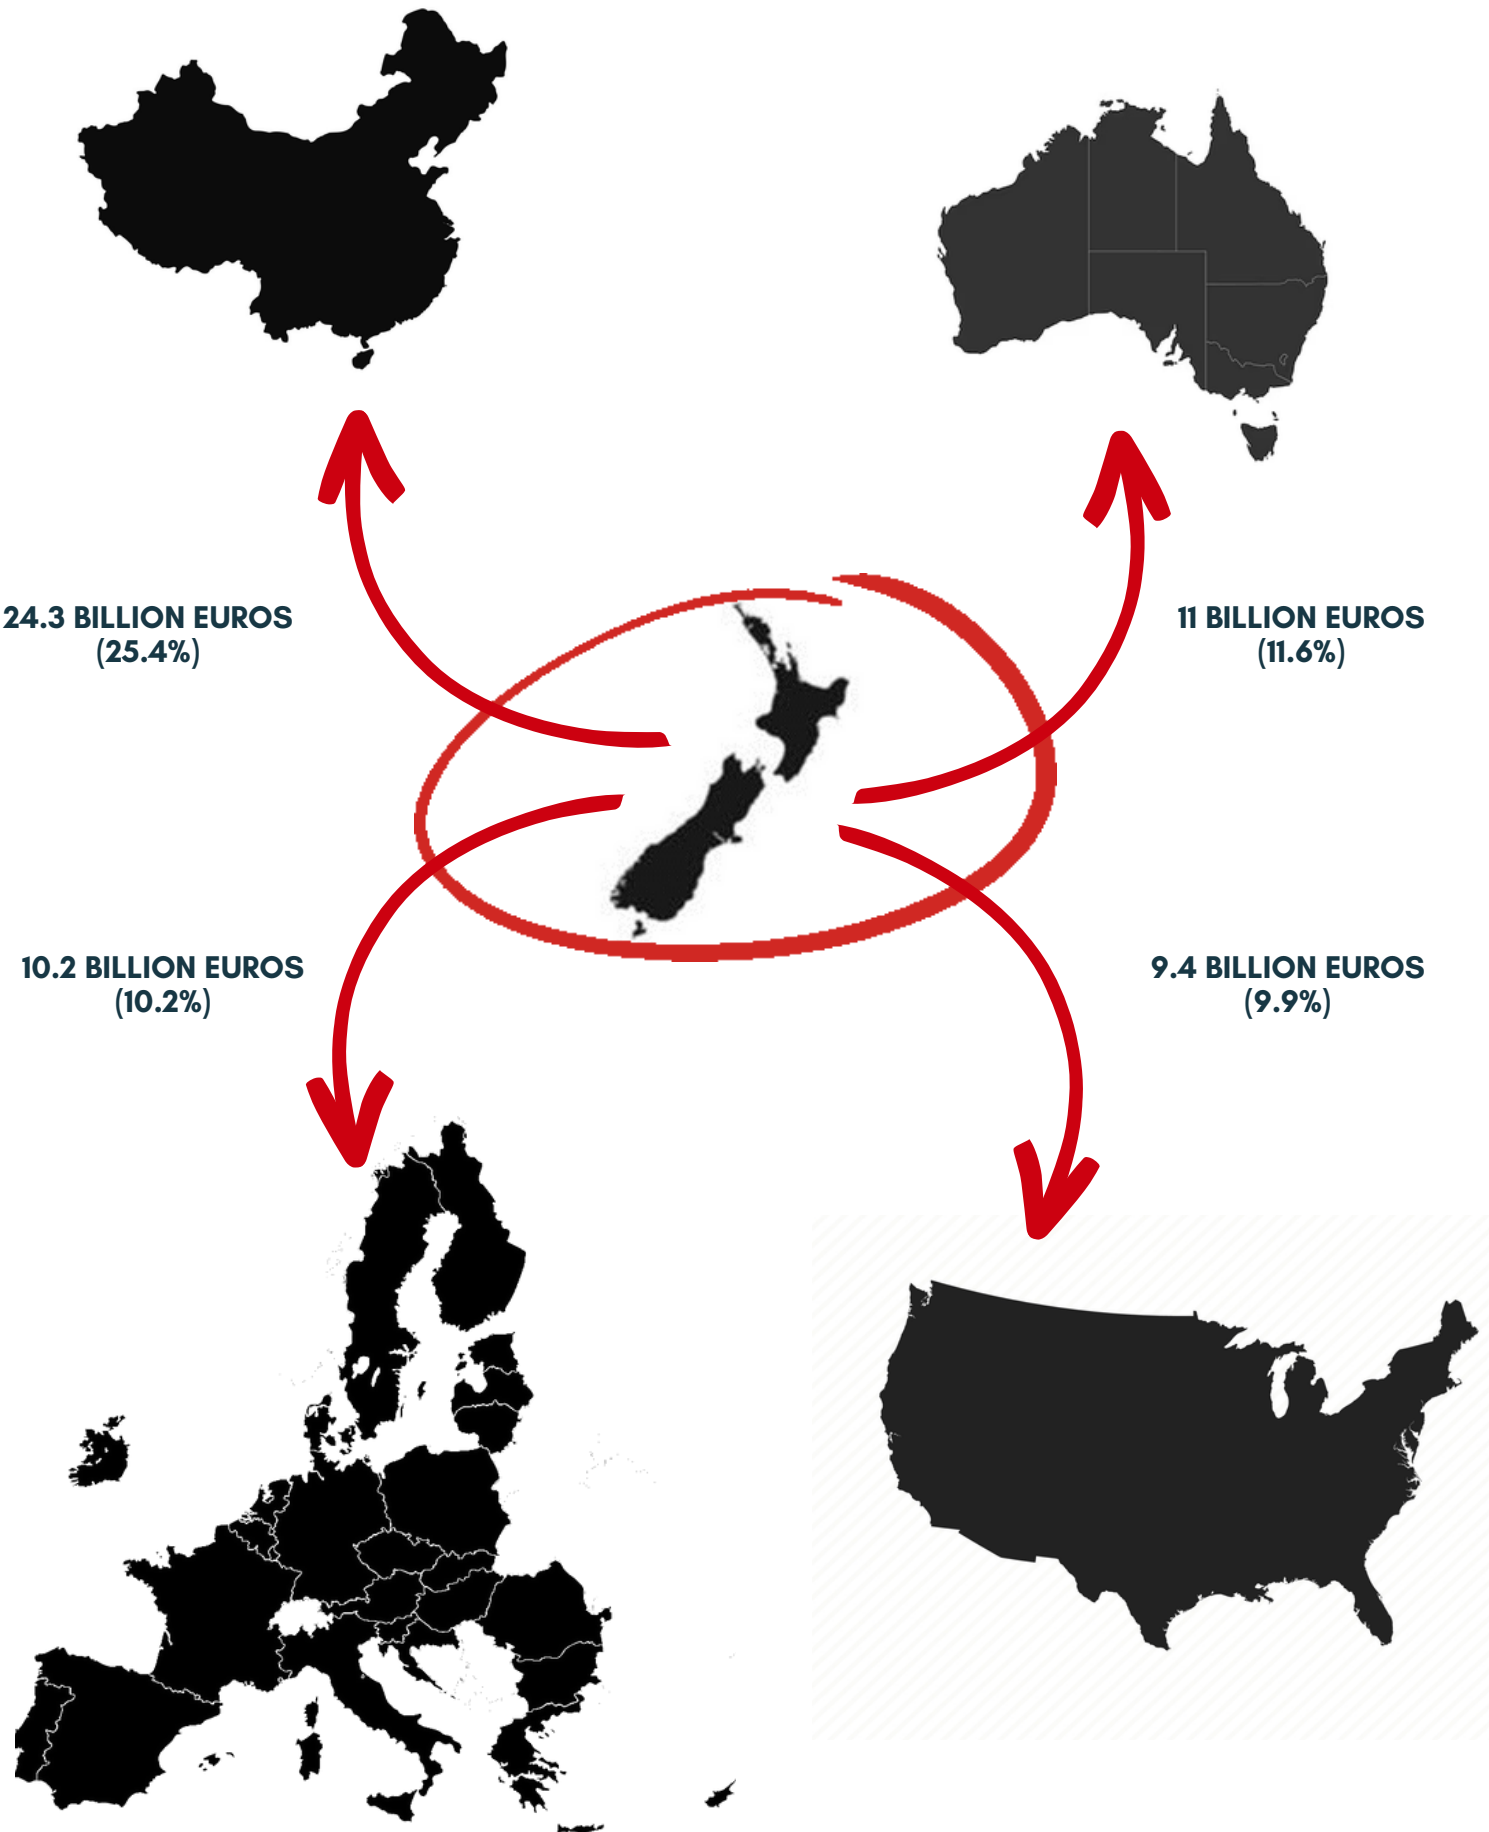 24.3 BILLION EUROS
(25.4%)
11 BILLION EUROS
(11.6%)
10.2 BILLION EUROS
(10.2%)
9.4 BILLION EUROS
(9.9%)